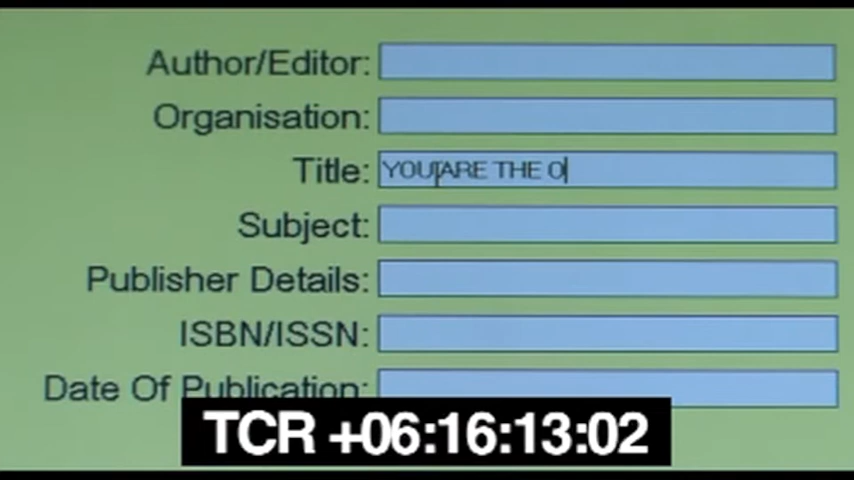 Author/Editor:
Organisation:
Title: YOU ARE THE O
Subject:
Publisher Details:
ISBN/ISSN:
Date Of Publication:
TCR +06:16:13:02